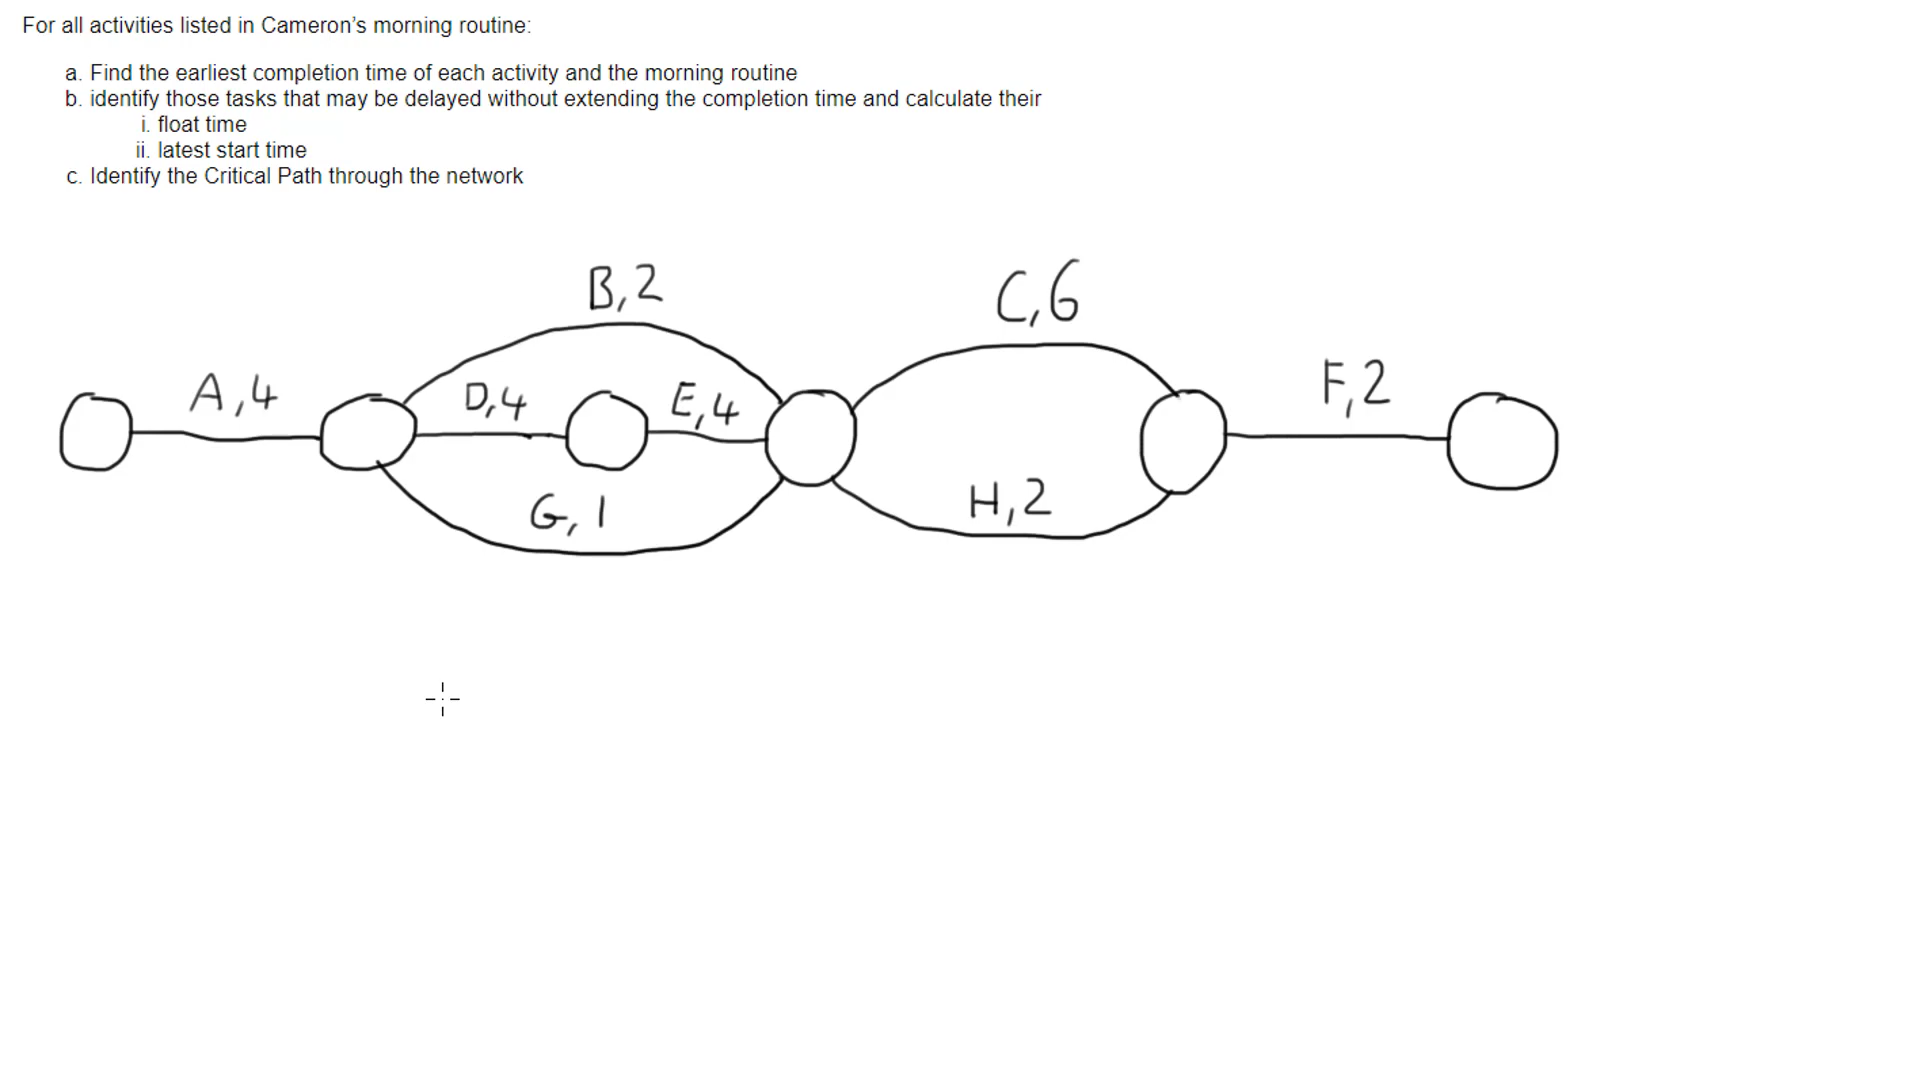 For all activities listed in Cameron's morning routine:
a. Find the earliest completion time of each activity and the morning routine
b. identify those tasks that may be delayed without extending the completion time and calculate their
i. float time
ii. latest start time
c. Identify the Critical Path through the network
B,2
C,6
A,4
D,4
E,4
F,2
G,1
H,2